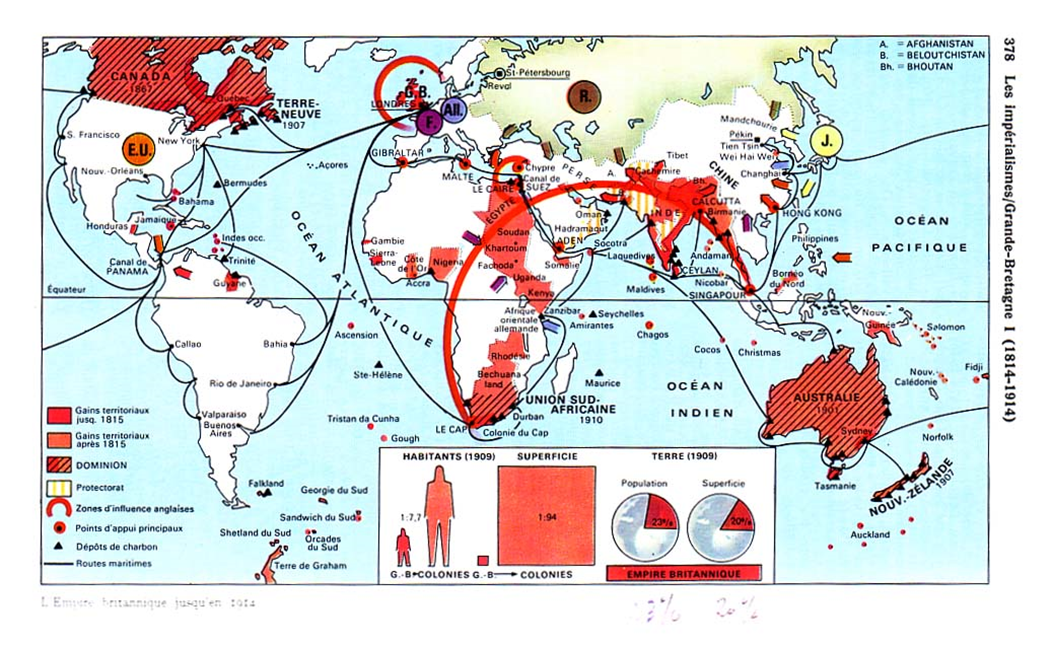 378 Les impérialismes/Grande-Bretagne I (1814-1914)
A. = AFGHANISTAN
B. = BELOUTCHISTAN
Bh. = BHOUTAN
CANADA
1867
Québec
TERRE-
NEUVE
1907
S. Francisco
E.U.
New York
Nouv.-Orléans
Bermudes
Bahama
Honduras
Jamaïque
Indes occ.
Canal de
PANAMA
Trinité
Guyane
Équateur
Callao
Bahia
Rio de Janeiro
Valparaiso
Buenos
Aires
Falkland
Georgie du Sud
Sandwich du Sud
Shetland du Sud
Orcades
du Sud
Terre de Graham
OCÉAN ATLANTIQUE
Açores
Ascension
Ste-Hélène
Tristan da Cunha
Gough
G.B.
LONDRES
All.
F.
St-Pétersbourg
Reval
R.
GIBRALTAR
MALTE
Chypre
LE CAIRE
Canal de
SUEZ
ÉGYPTE
PERSE
A.
B.
Tibet
Cachemire
Bh.
CHINE
Mandchourie
Pékin
Tien Tsin
Wei Hai Wei
Changhaï
J.
HONG KONG
CALCUTTA
Birmanie
INDE
Oman
Hadramaout
ADEN
Socotra
Soudan
Khartoum
Fachoda
Somalie
Ouganda
Kenya
Gambie
Sierra-
Leone
Côte
de l'Or
Accra
Nigeria
Laquedives
CEYLAN
Andaman
Nicobar
SINGAPOUR
Maldives
Philippines
Bornéo
du Nord
OCÉAN
PACIFIQUE
Afrique
orientale
allemande
Zanzibar
Seychelles
Amirantes
Chagos
Cocos
Christmas
Nouv.-
Guinée
Salomon
Nouv.
Calédonie
Fidji
Rhodésie
Bechuana-
land
Maurice
OCÉAN
INDIEN
UNION SUD-
AFRICAINE
1910
LE CAP
Durban
Colonie du Cap
AUSTRALIE
1901
Sydney
Norfolk
Tasmanie
NOUV.-ZÉLANDE
1907
Auckland
Gains territoriaux
jusq. 1815
Gains territoriaux
après 1815
DOMINION
Protectorat
Zones d'influence anglaises
Points d'appui principaux
Dépôts de charbon
Routes maritimes
HABITANTS (1909)
1:7,7
G.-B. COLONIES
SUPERFICIE
1:94
G.-B. COLONIES
TERRE (1909)
Population
Superficie
23%
20%
EMPIRE BRITANNIQUE
L'Empire britannique jusqu'en 1914
23% 20%